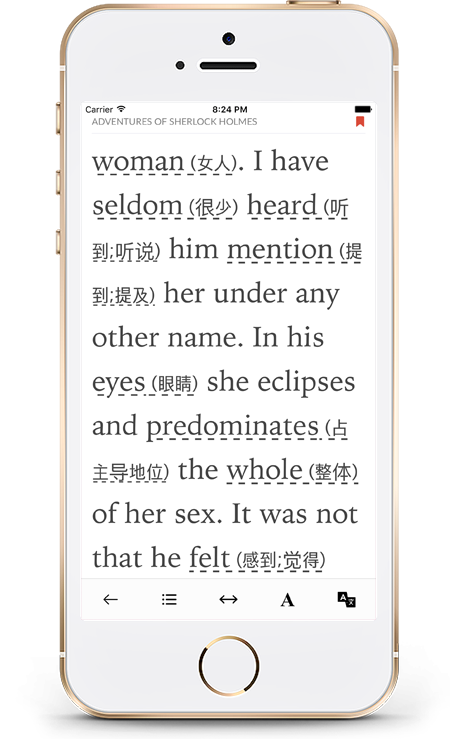 Carrier 8:24 PM
ADVENTURES OF SHERLOCK HOLMES
woman (女人). I have
seldom (很少) heard (听
到;听说) him mention (提
到;提及) her under any
other name. In his
eyes (眼睛) she eclipses
and predominates (占
主导地位) the whole (整体)
of her sex. It was not
that he felt (感到;觉得)
A
A 文